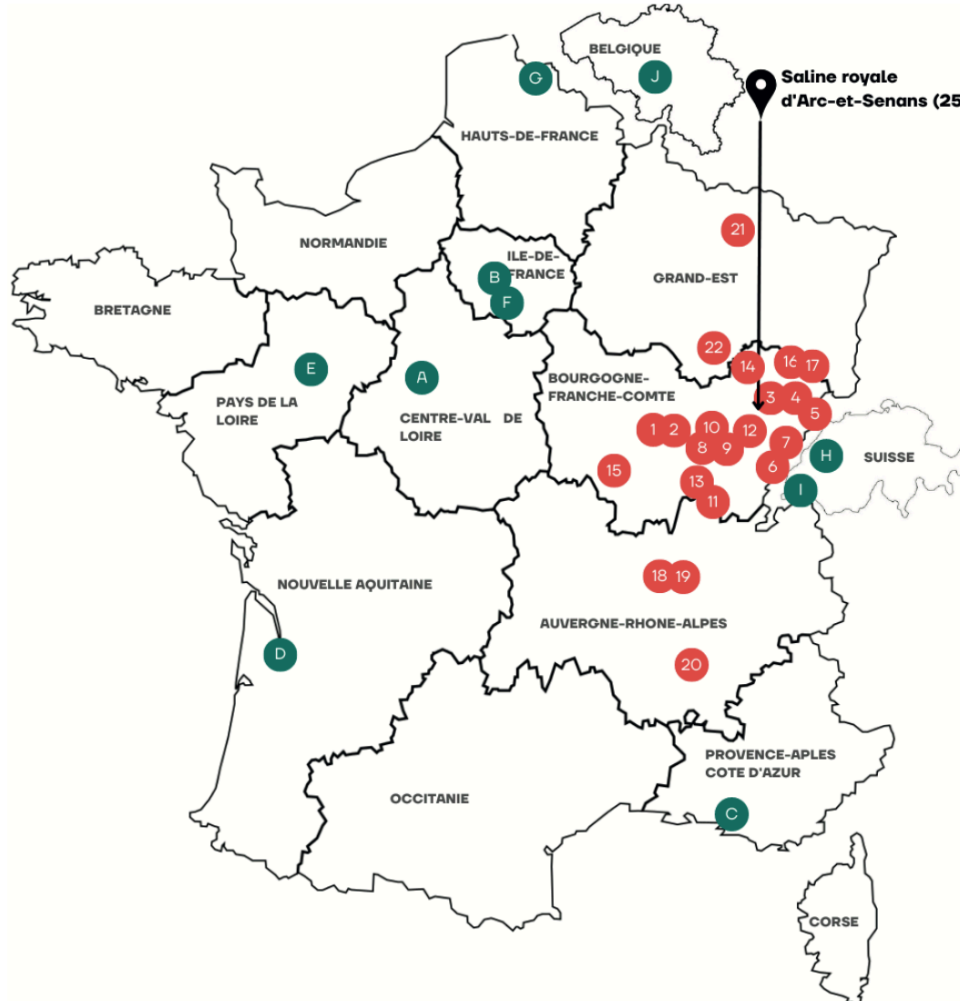 BELGIQUE
G
J
Saline royale
d'Arc-et-Senans (25
HAUTS-DE-FRANCE
21
NORMANDIE
ILE-DE-
FRANCE
B
F
GRAND-EST
BRETAGNE
22
14
16
17
E
A
BOURGOGNE-
FRANCHE-COMTE
3
4
5
PAYS DE LA
LOIRE
CENTRE-VAL DE
LOIRE
1
2
10
12
8
9
7
6
H
SUISSE
15
13
11
I
NOUVELLE AQUITAINE
18
19
AUVERGNE-RHONE-ALPES
D
20
PROVENCE-APLES
COTE D'AZUR
OCCITANIE
C
CORSE